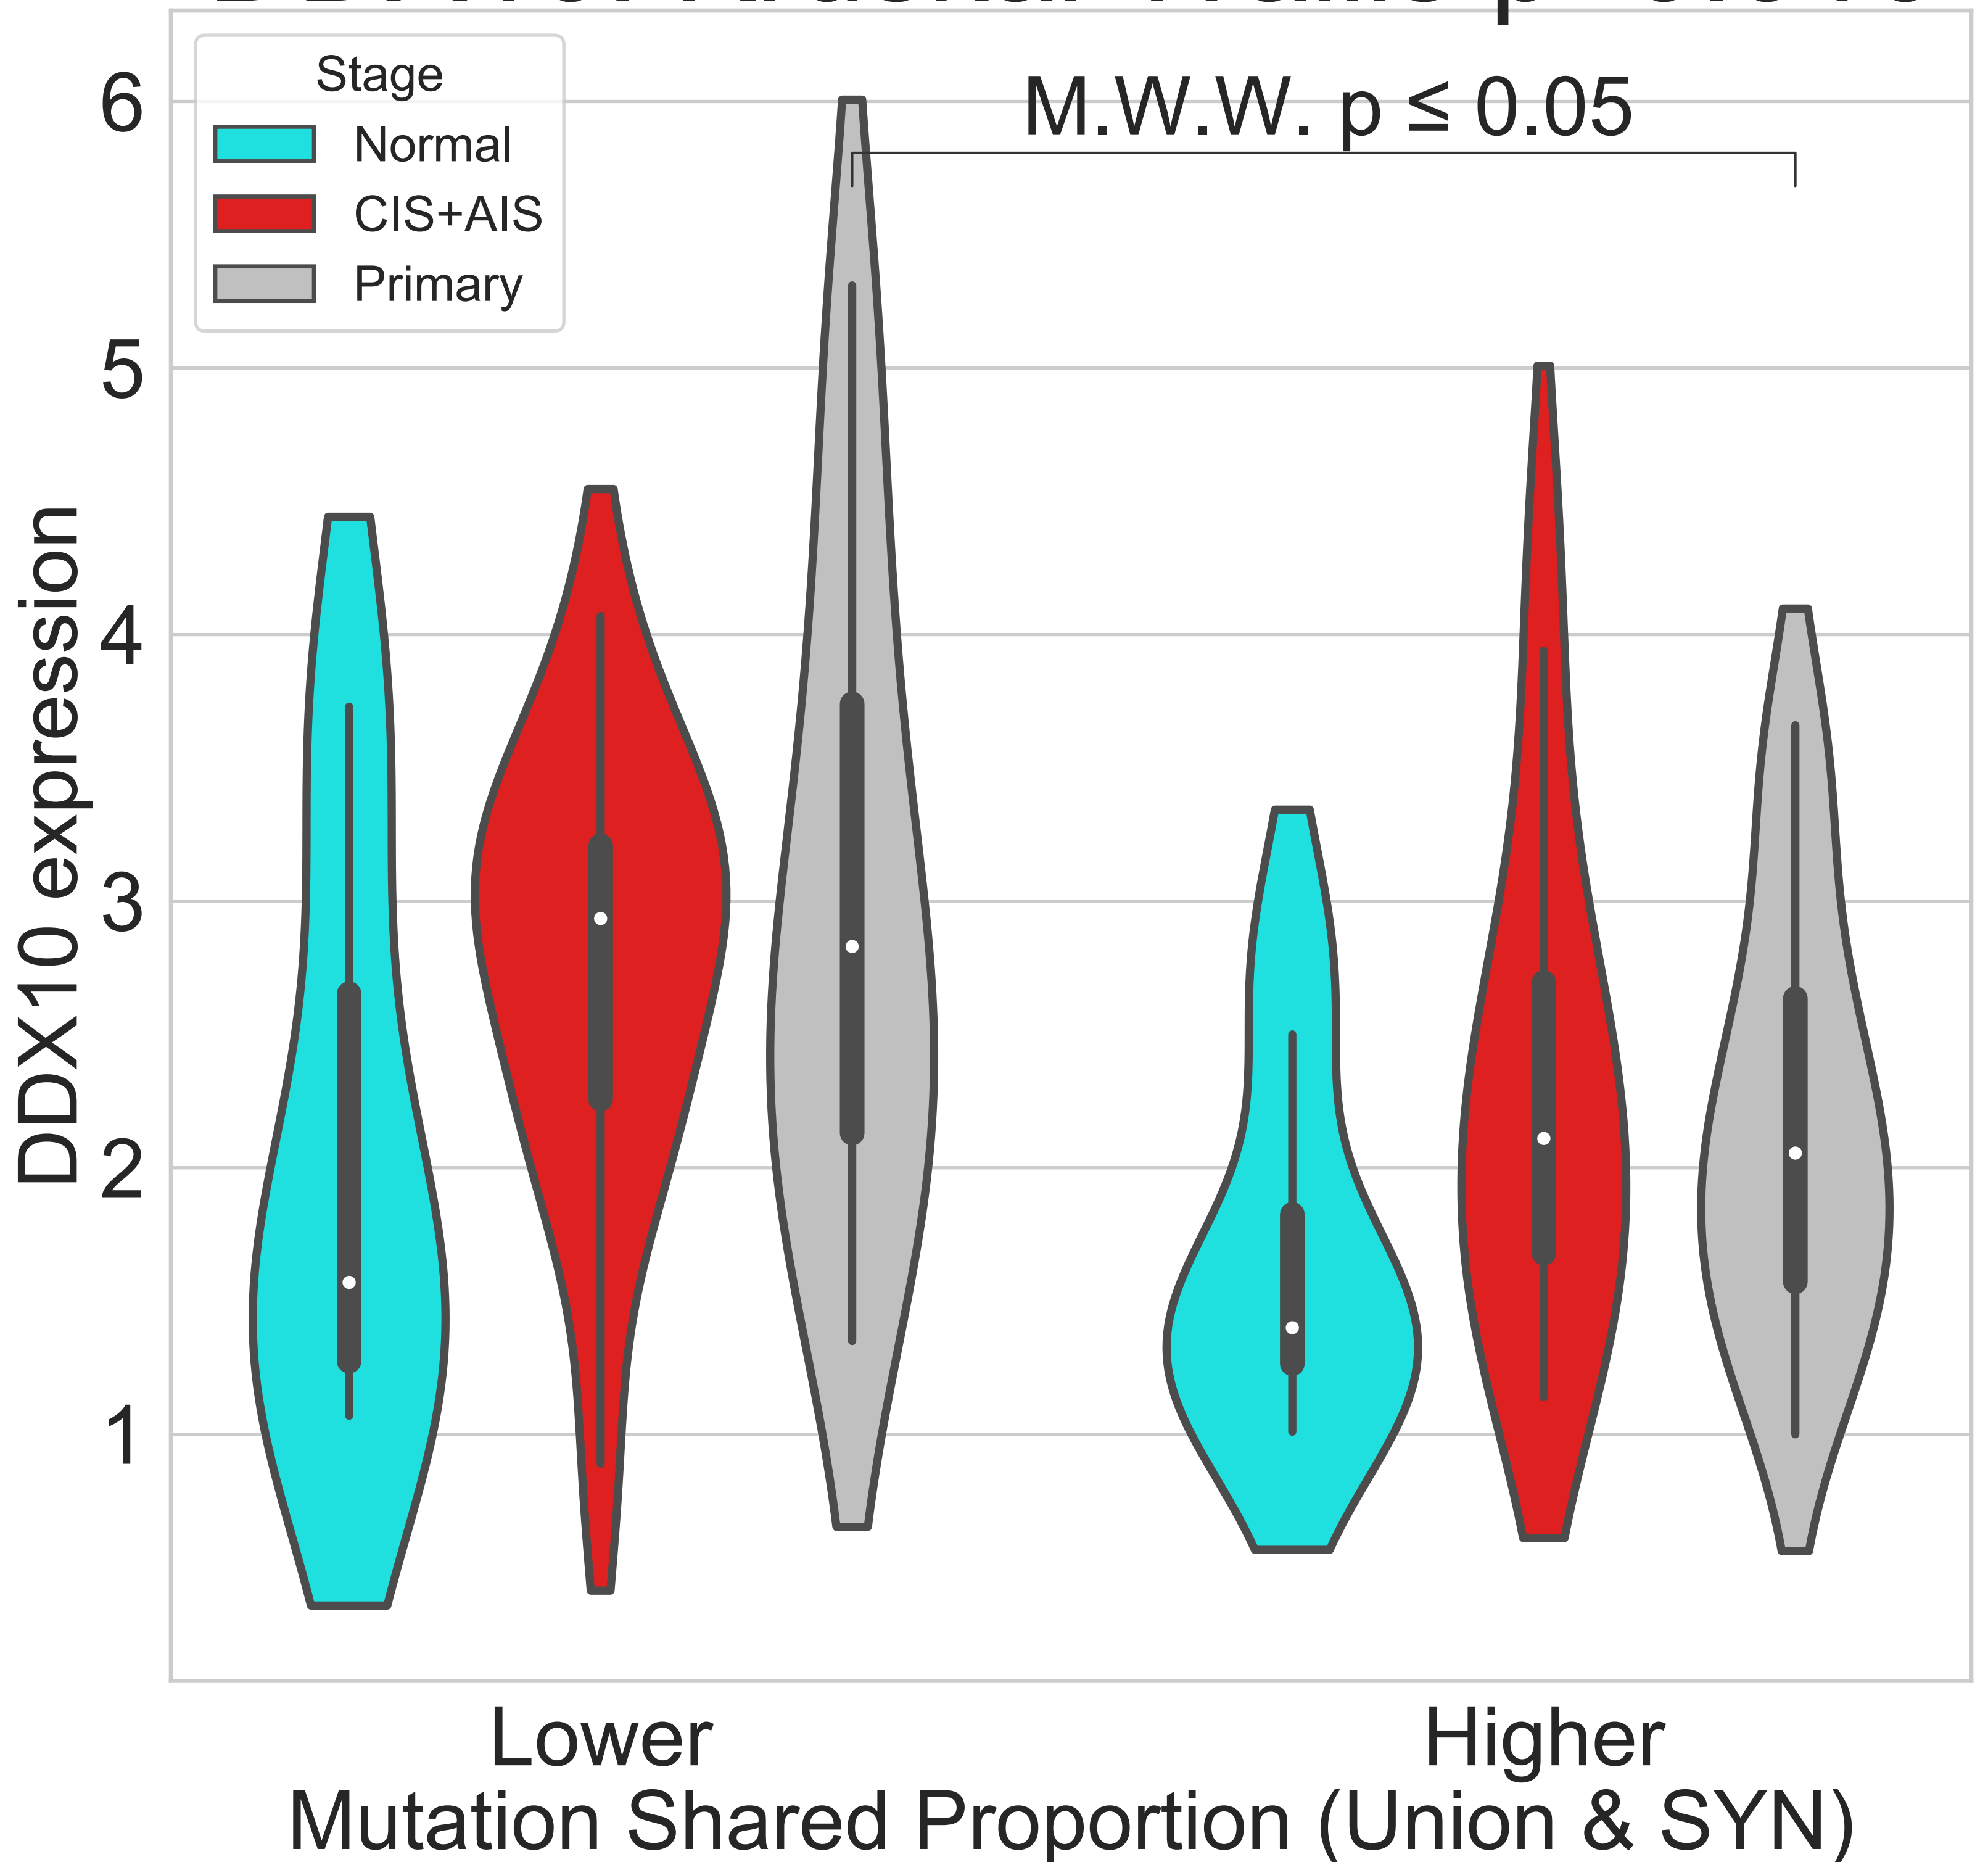 Stage
Normal
CIS+AIS
Primary
M.W.W. p ≤ 0.05
6
5
4
3
2
1
DDX10 expression
Lower
Higher
Mutation Shared Proportion (Union & SYN)